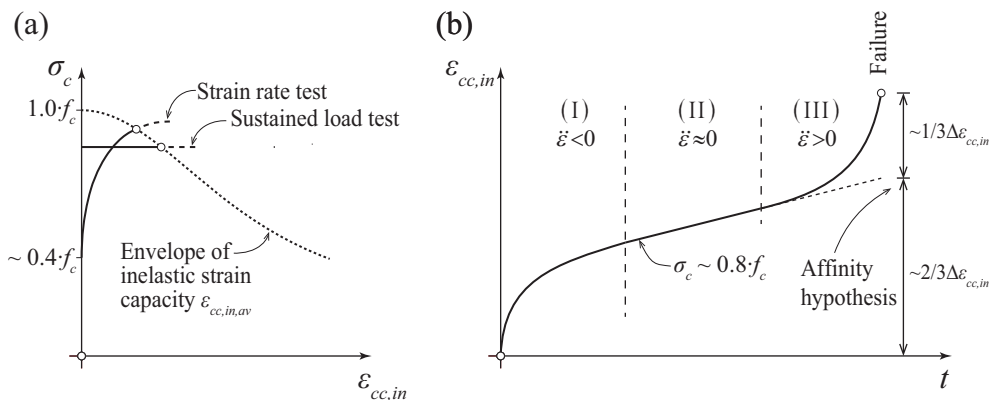 (a)
σc
1.0·fc
Strain rate test
Sustained load test
~ 0.4·fc
Envelope of
inelastic strain
capacity εcc,in,av
εcc,in
(b)
εcc,in
(I)
ε̈<0
(II)
ε̈≈0
(III)
ε̈>0
Failure
~1/3Δεcc,in
σc ~ 0.8·fc
Affinity
hypothesis
~2/3Δεcc,in
t